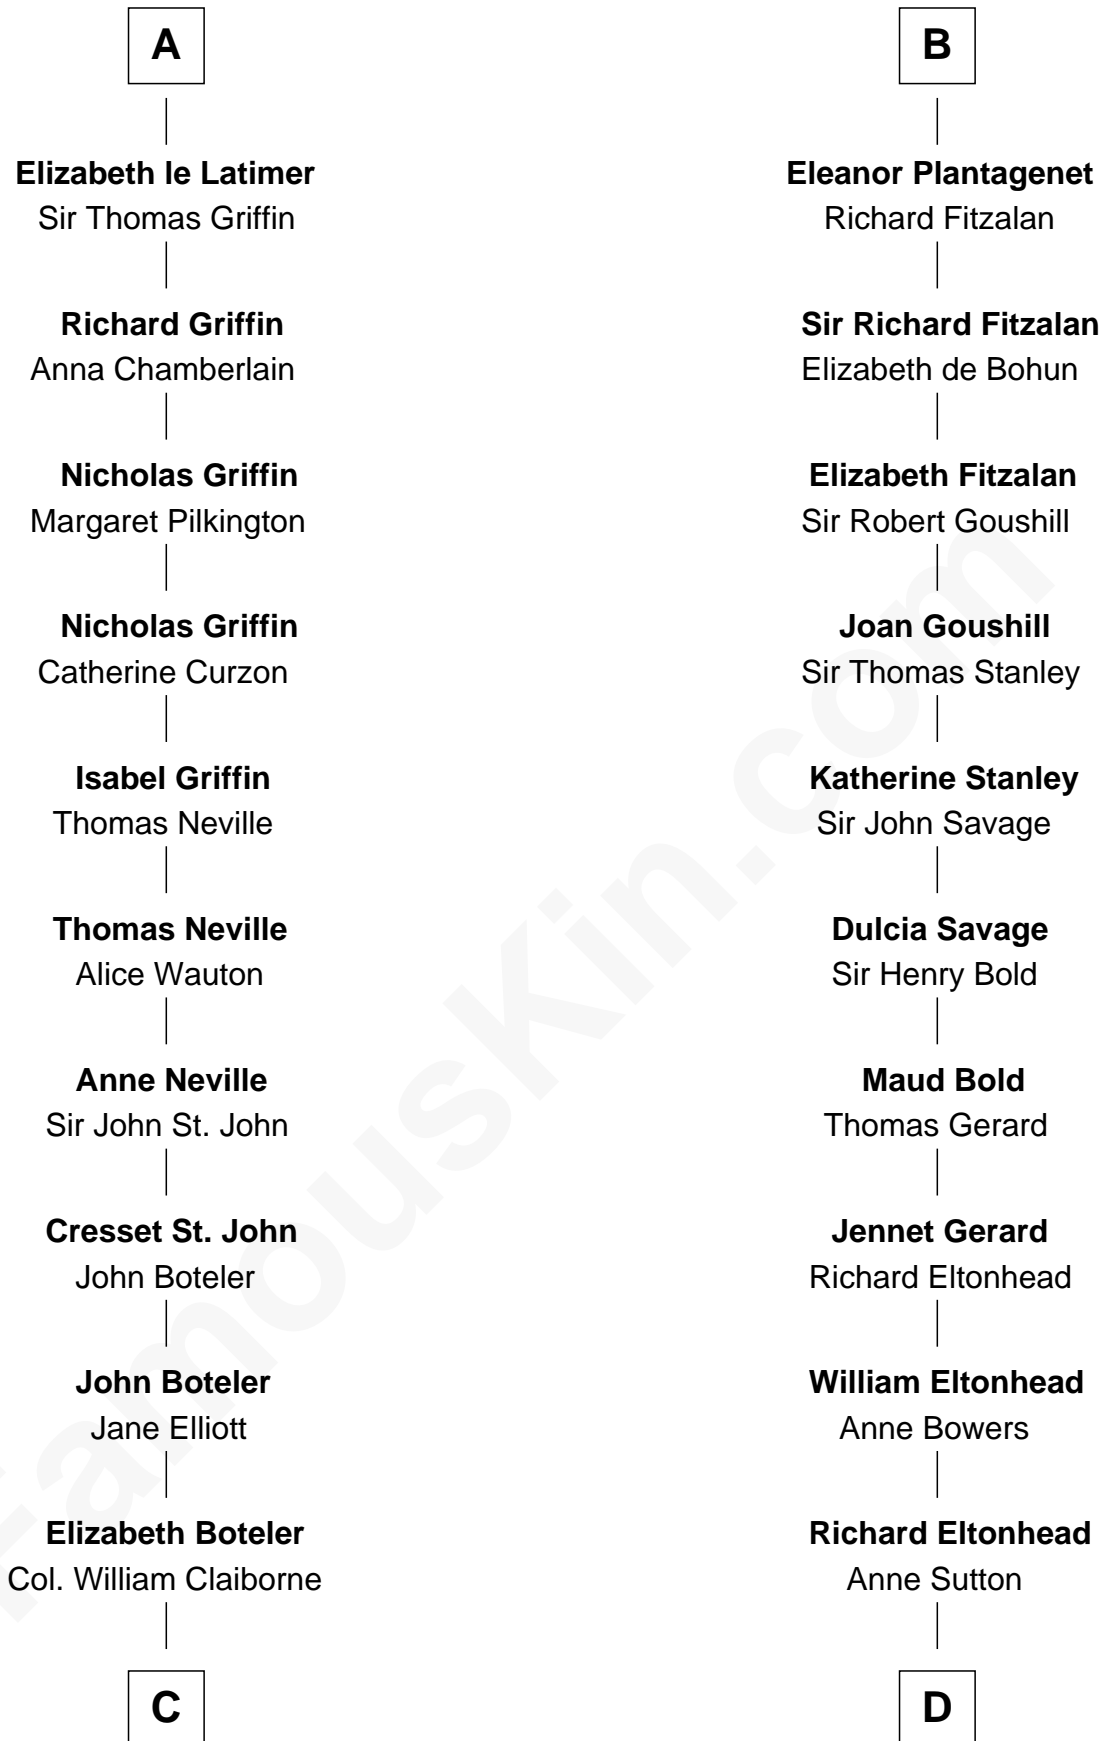 A
Elizabeth le Latimer
Sir Thomas Griffin
Richard Griffin
Anna Chamberlain
Nicholas Griffin
Margaret Pilkington
Nicholas Griffin
Catherine Curzon
Isabel Griffin
Thomas Neville
Thomas Neville
Alice Wauton
Anne Neville
Sir John St. John
Cresset St. John
John Boteler
John Boteler
Jane Elliott
Elizabeth Boteler
Col. William Claiborne
C
B
Eleanor Plantagenet
Richard Fitzalan
Sir Richard Fitzalan
Elizabeth de Bohun
Elizabeth Fitzalan
Sir Robert Goushill
Joan Goushill
Sir Thomas Stanley
Katherine Stanley
Sir John Savage
Dulcia Savage
Sir Henry Bold
Maud Bold
Thomas Gerard
Jennet Gerard
Richard Eltonhead
William Eltonhead
Anne Bowers
Richard Eltonhead
Anne Sutton
D
FamousKin.com